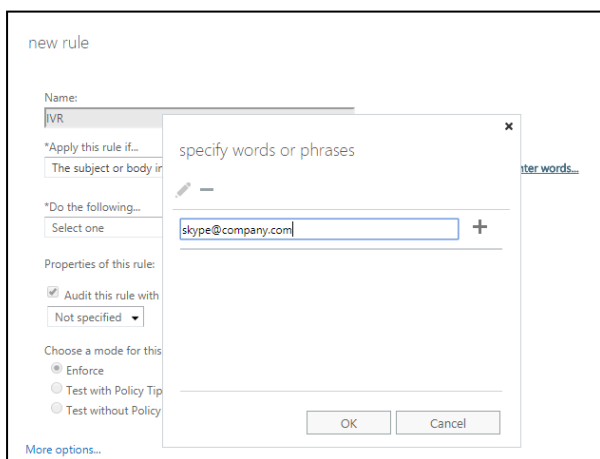 new rule
Name:
IVR
*Apply this rule if...
The subject or body in
*Do the following...
Select one
Properties of this rule:
Audit this rule with
Not specified
Choose a mode for this
Enforce
Test with Policy Tip
Test without Policy
More options...
specify words or phrases
skype@company.com
OK
Cancel
nter words...